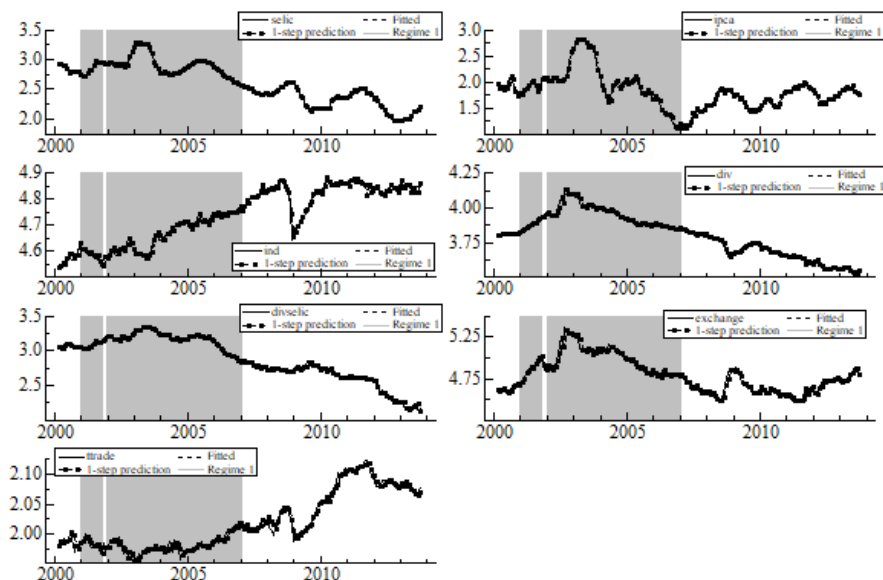 selic Fitted
1-step prediction Regime 1
3.5
3.0
2.5
2.0
2000 2005 2010
ipca Fitted
1-step prediction Regime 1
3.0
2.5
2.0
1.5
2000 2005 2010
4.9
4.8
4.7
4.6
ind Fitted
1-step prediction Regime 1
2000 2005 2010
div Fitted
1-step prediction Regime 1
4.25
4.00
3.75
2000 2005 2010
divselic Fitted
1-step prediction Regime 1
3.5
3.0
2.5
2000 2005 2010
exchange Fitted
1-step prediction Regime 1
5.25
4.75
2000 2005 2010
ttrade Fitted
1-step prediction Regime 1
2.10
2.05
2.00
2000 2005 2010